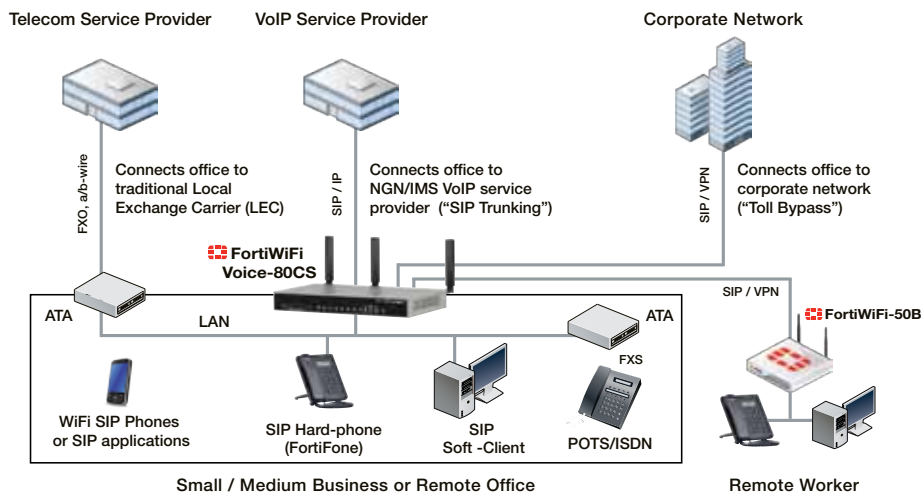 Telecom Service Provider
VoIP Service Provider
Corporate Network
FXO, a/b-wire
Connects office to
traditional Local
Exchange Carrier (LEC)
SIP / IP
Connects office to
NGN/IMS VoIP service
provider ("SIP Trunking")
SIP / VPN
Connects office to
corporate network
("Toll Bypass")
FortiWiFi
Voice-80CS
SIP / VPN
FortiWiFi-50B
ATA
LAN
ATA
FXS
WiFi SIP Phones
or SIP applications
SIP Hard-phone
(FortiFone)
SIP
Soft -Client
POTS/ISDN
Small / Medium Business or Remote Office
Remote Worker